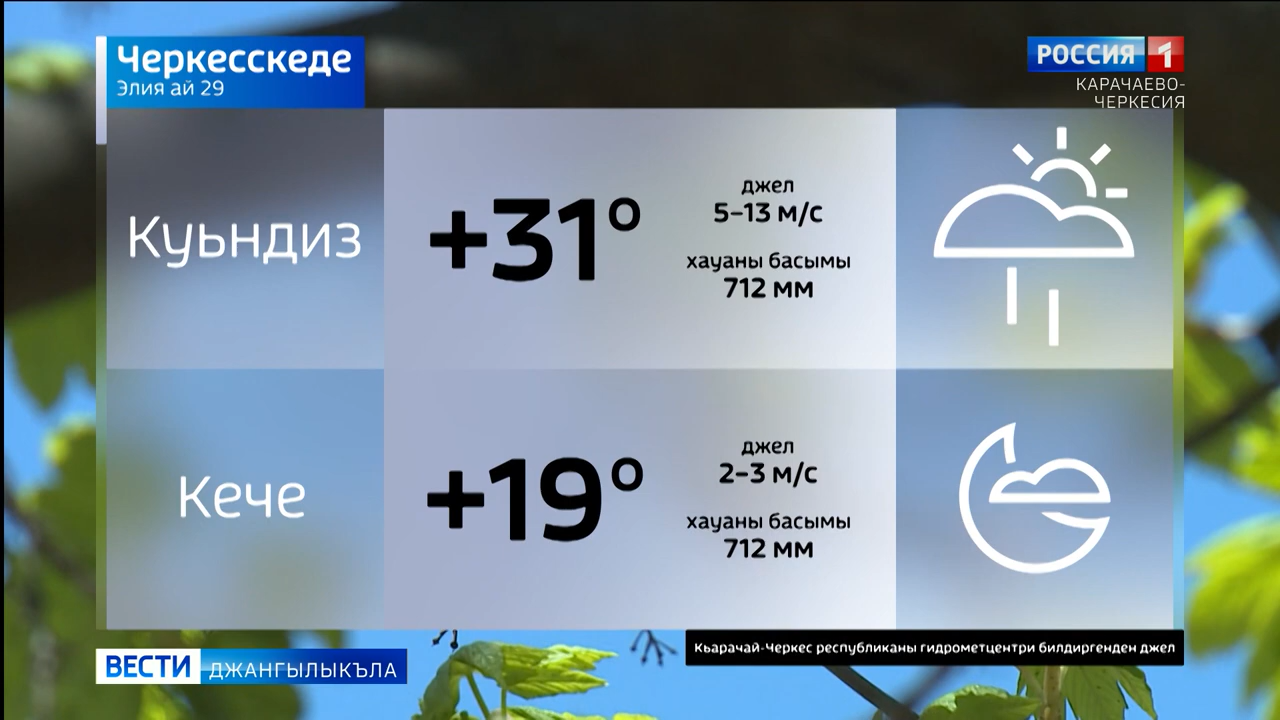 Черкесскеде
Элия ай 29
РОССИЯ 1
КАРАЧАЕВО-
ЧЕРКЕСИЯ
Куьндиз
+31°
джел
5–13 м/с
хауаны басымы
712 мм
Кече
+19°
джел
2–3 м/с
хауаны басымы
712 мм
Кьарачай-Черкес республиканы гидрометцентри билдиргенден джел
ВЕСТИ ДЖАНГЫЛЫКЪЛА